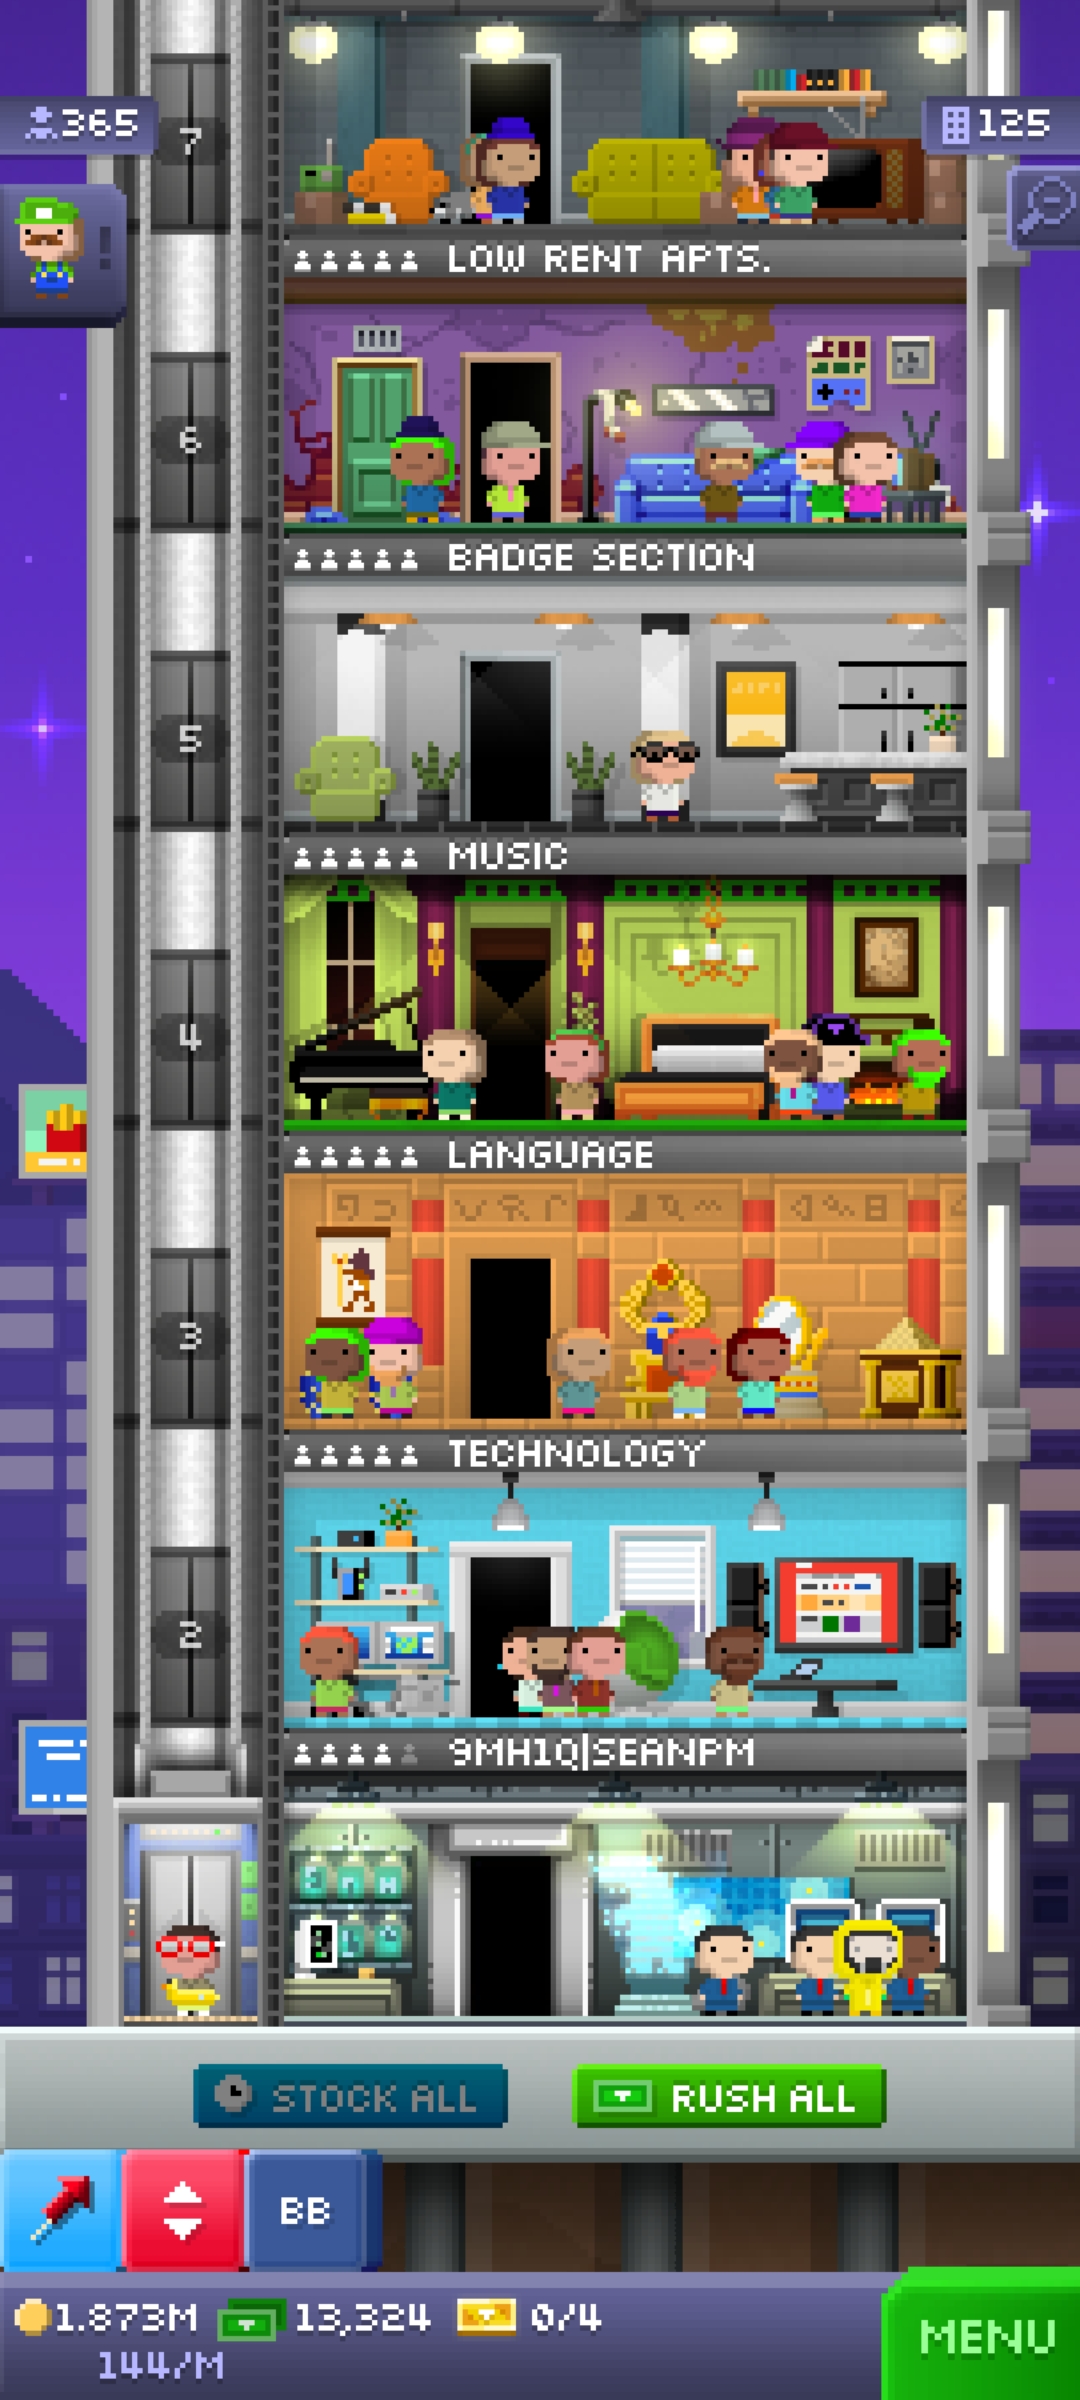 365
125
7
LOW RENT APTS.
6
BADGE SECTION
5
MUSIC
4
LANGUAGE
3
TECHNOLOGY
2
9MH1Q|SEANPM
STOCK ALL
RUSH ALL
BB
1.873M 13,324 0/4
144/M
MENU